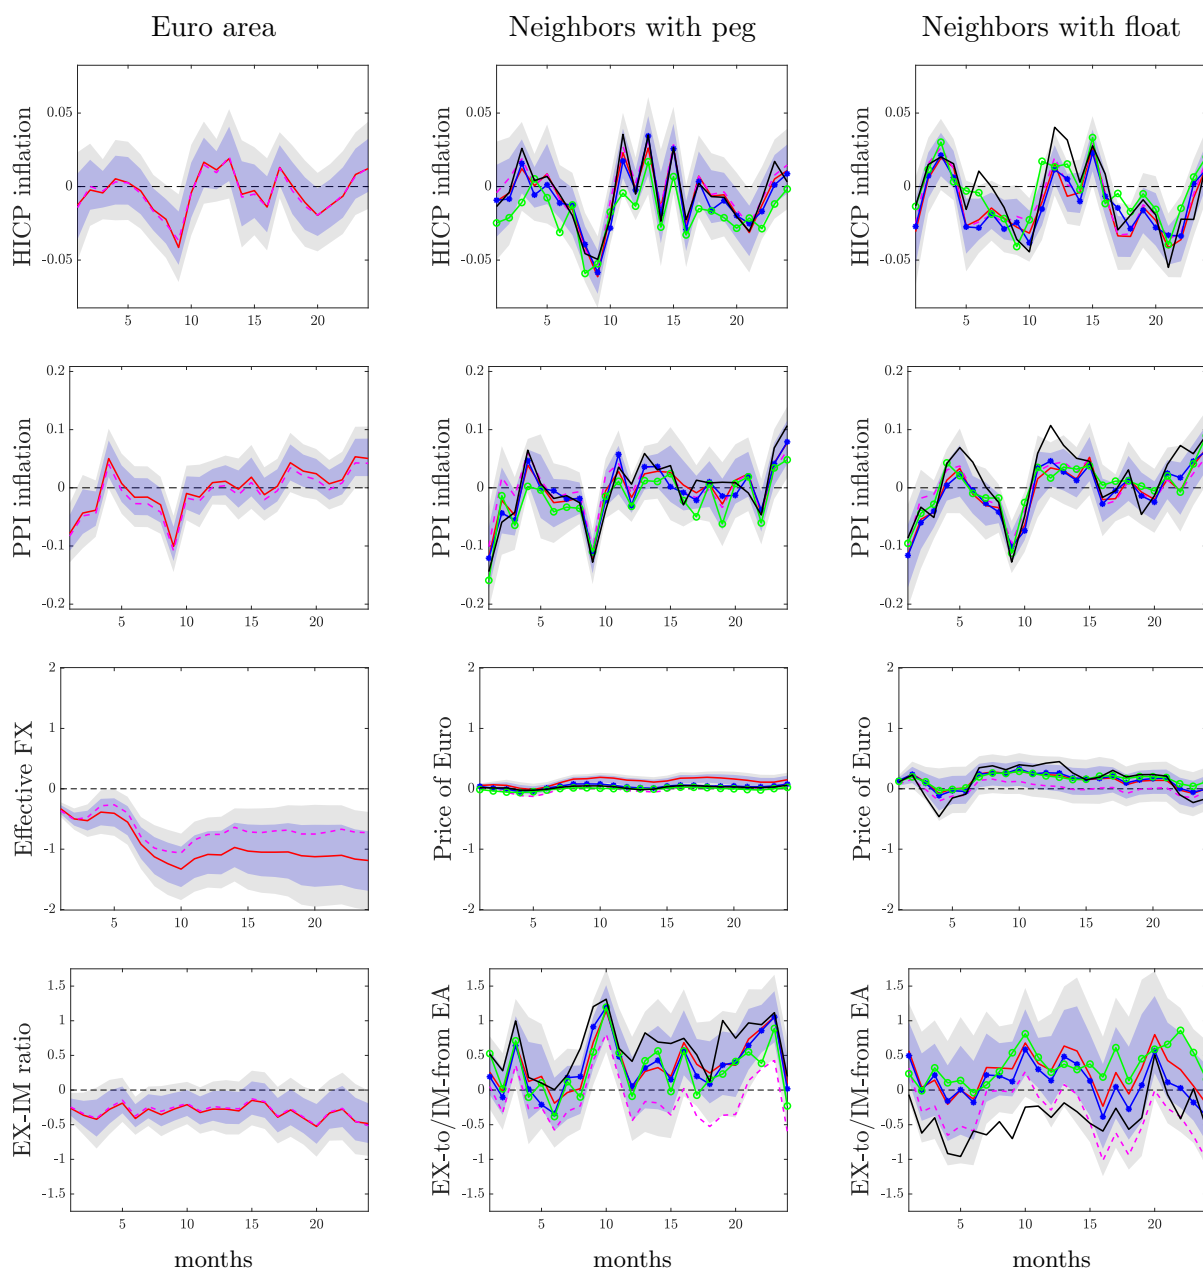 Euro area Neighbors with peg Neighbors with float
HICP inflation
0.05
0
-0.05
5 10 15 20
HICP inflation
0.05
0
-0.05
5 10 15 20
HICP inflation
0.05
0
-0.05
5 10 15 20
PPI inflation
0.2
0.1
0
-0.1
-0.2
5 10 15 20
PPI inflation
0.2
0.1
0
-0.1
-0.2
5 10 15 20
PPI inflation
0.2
0.1
0
-0.1
-0.2
5 10 15 20
Effective FX
2
1
0
-1
-2
5 10 15 20
Price of Euro
2
1
0
-1
-2
5 10 15 20
Price of Euro
2
1
0
-1
-2
5 10 15 20
EX-IM ratio
1.5
1
0.5
0
-0.5
-1
-1.5
5 10 15 20
months
EX-to/IM-from EA
1.5
1
0.5
0
-0.5
-1
-1.5
5 10 15 20
months
EX-to/IM-from EA
1.5
1
0.5
0
-0.5
-1
-1.5
5 10 15 20
months